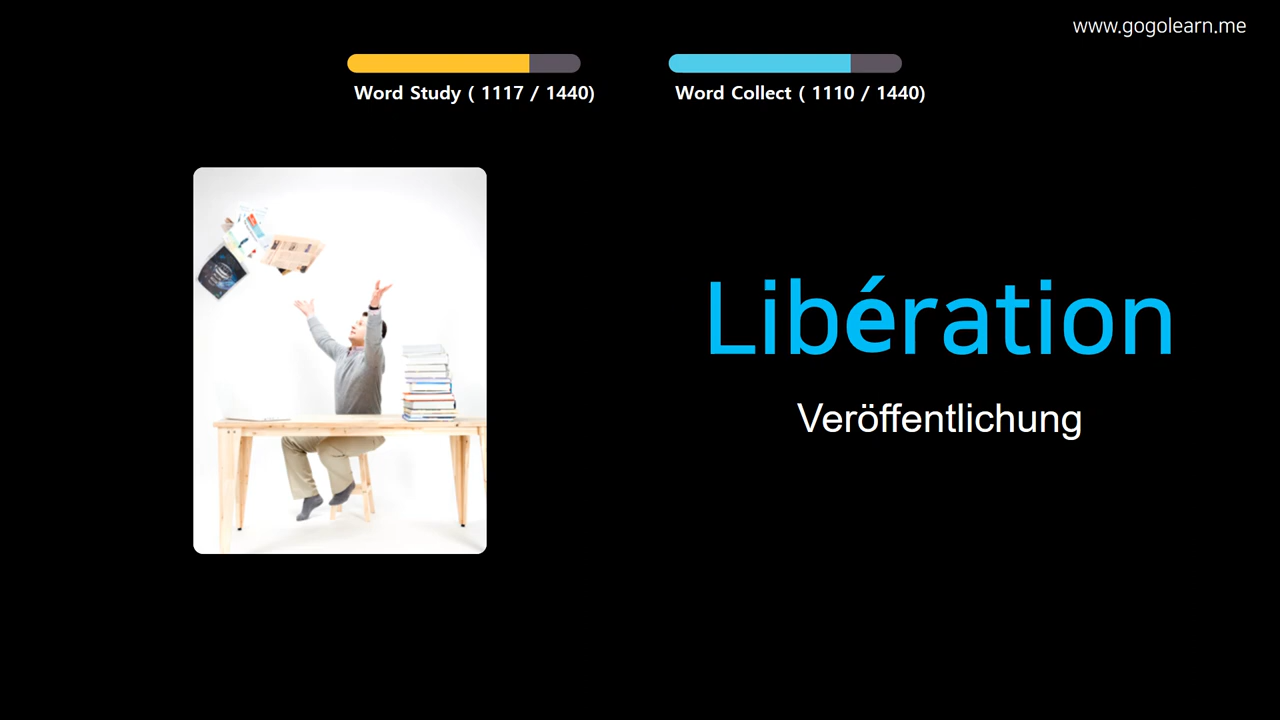 www.gogolearn.me
Word Study ( 1117 / 1440)
Word Collect ( 1110 / 1440)
Libération
Veröffentlichung